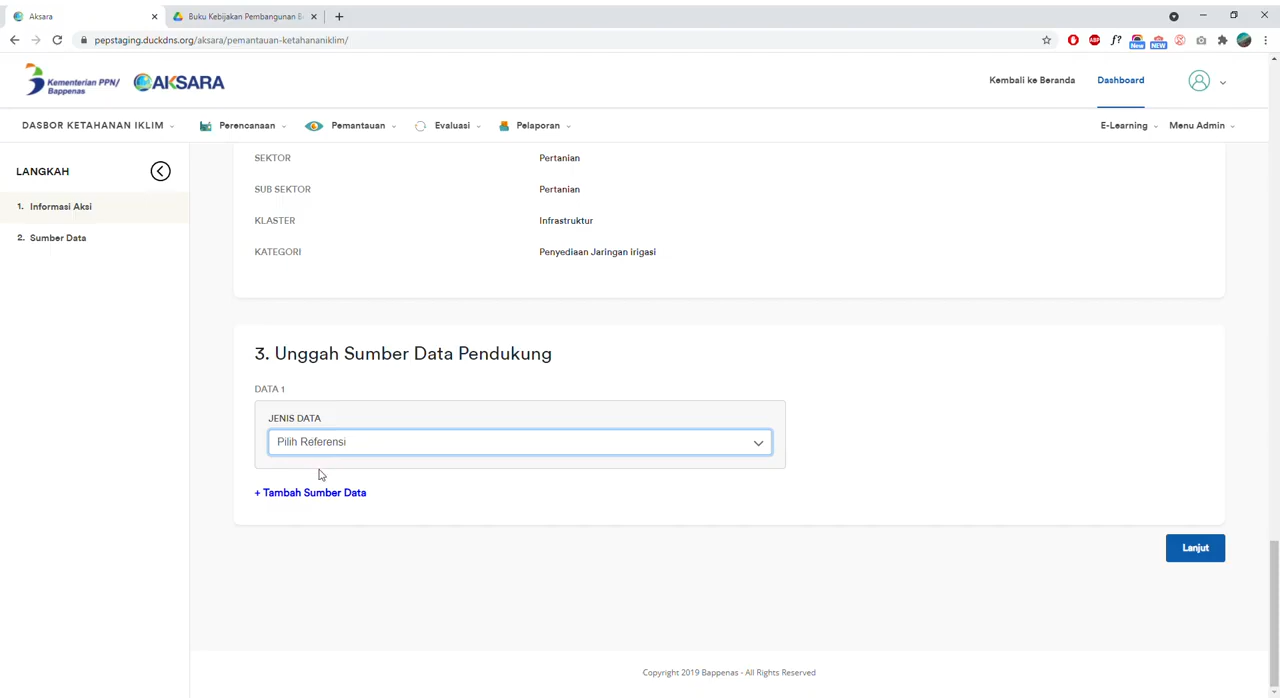 Aksara
Buku Kebijakan Pembangunan B
pepstaging.duckdns.org/aksara/pemantauan-ketahananiklim/
ABP
f?
New
NEW
Kementerian PPN/
Bappenas
AKSARA
Kembali ke Beranda
Dashboard
DASBOR KETAHANAN IKLIM
Perencanaan
Pemantauan
Evaluasi
Pelaporan
E-Learning
Menu Admin
LANGKAH
1. Informasi Aksi
2. Sumber Data
SEKTOR
Pertanian
SUB SEKTOR
Pertanian
KLASTER
Infrastruktur
KATEGORI
Penyediaan Jaringan irigasi
3. Unggah Sumber Data Pendukung
DATA 1
JENIS DATA
Pilih Referensi
+ Tambah Sumber Data
Lanjut
Copyright 2019 Bappenas - All Rights Reserved